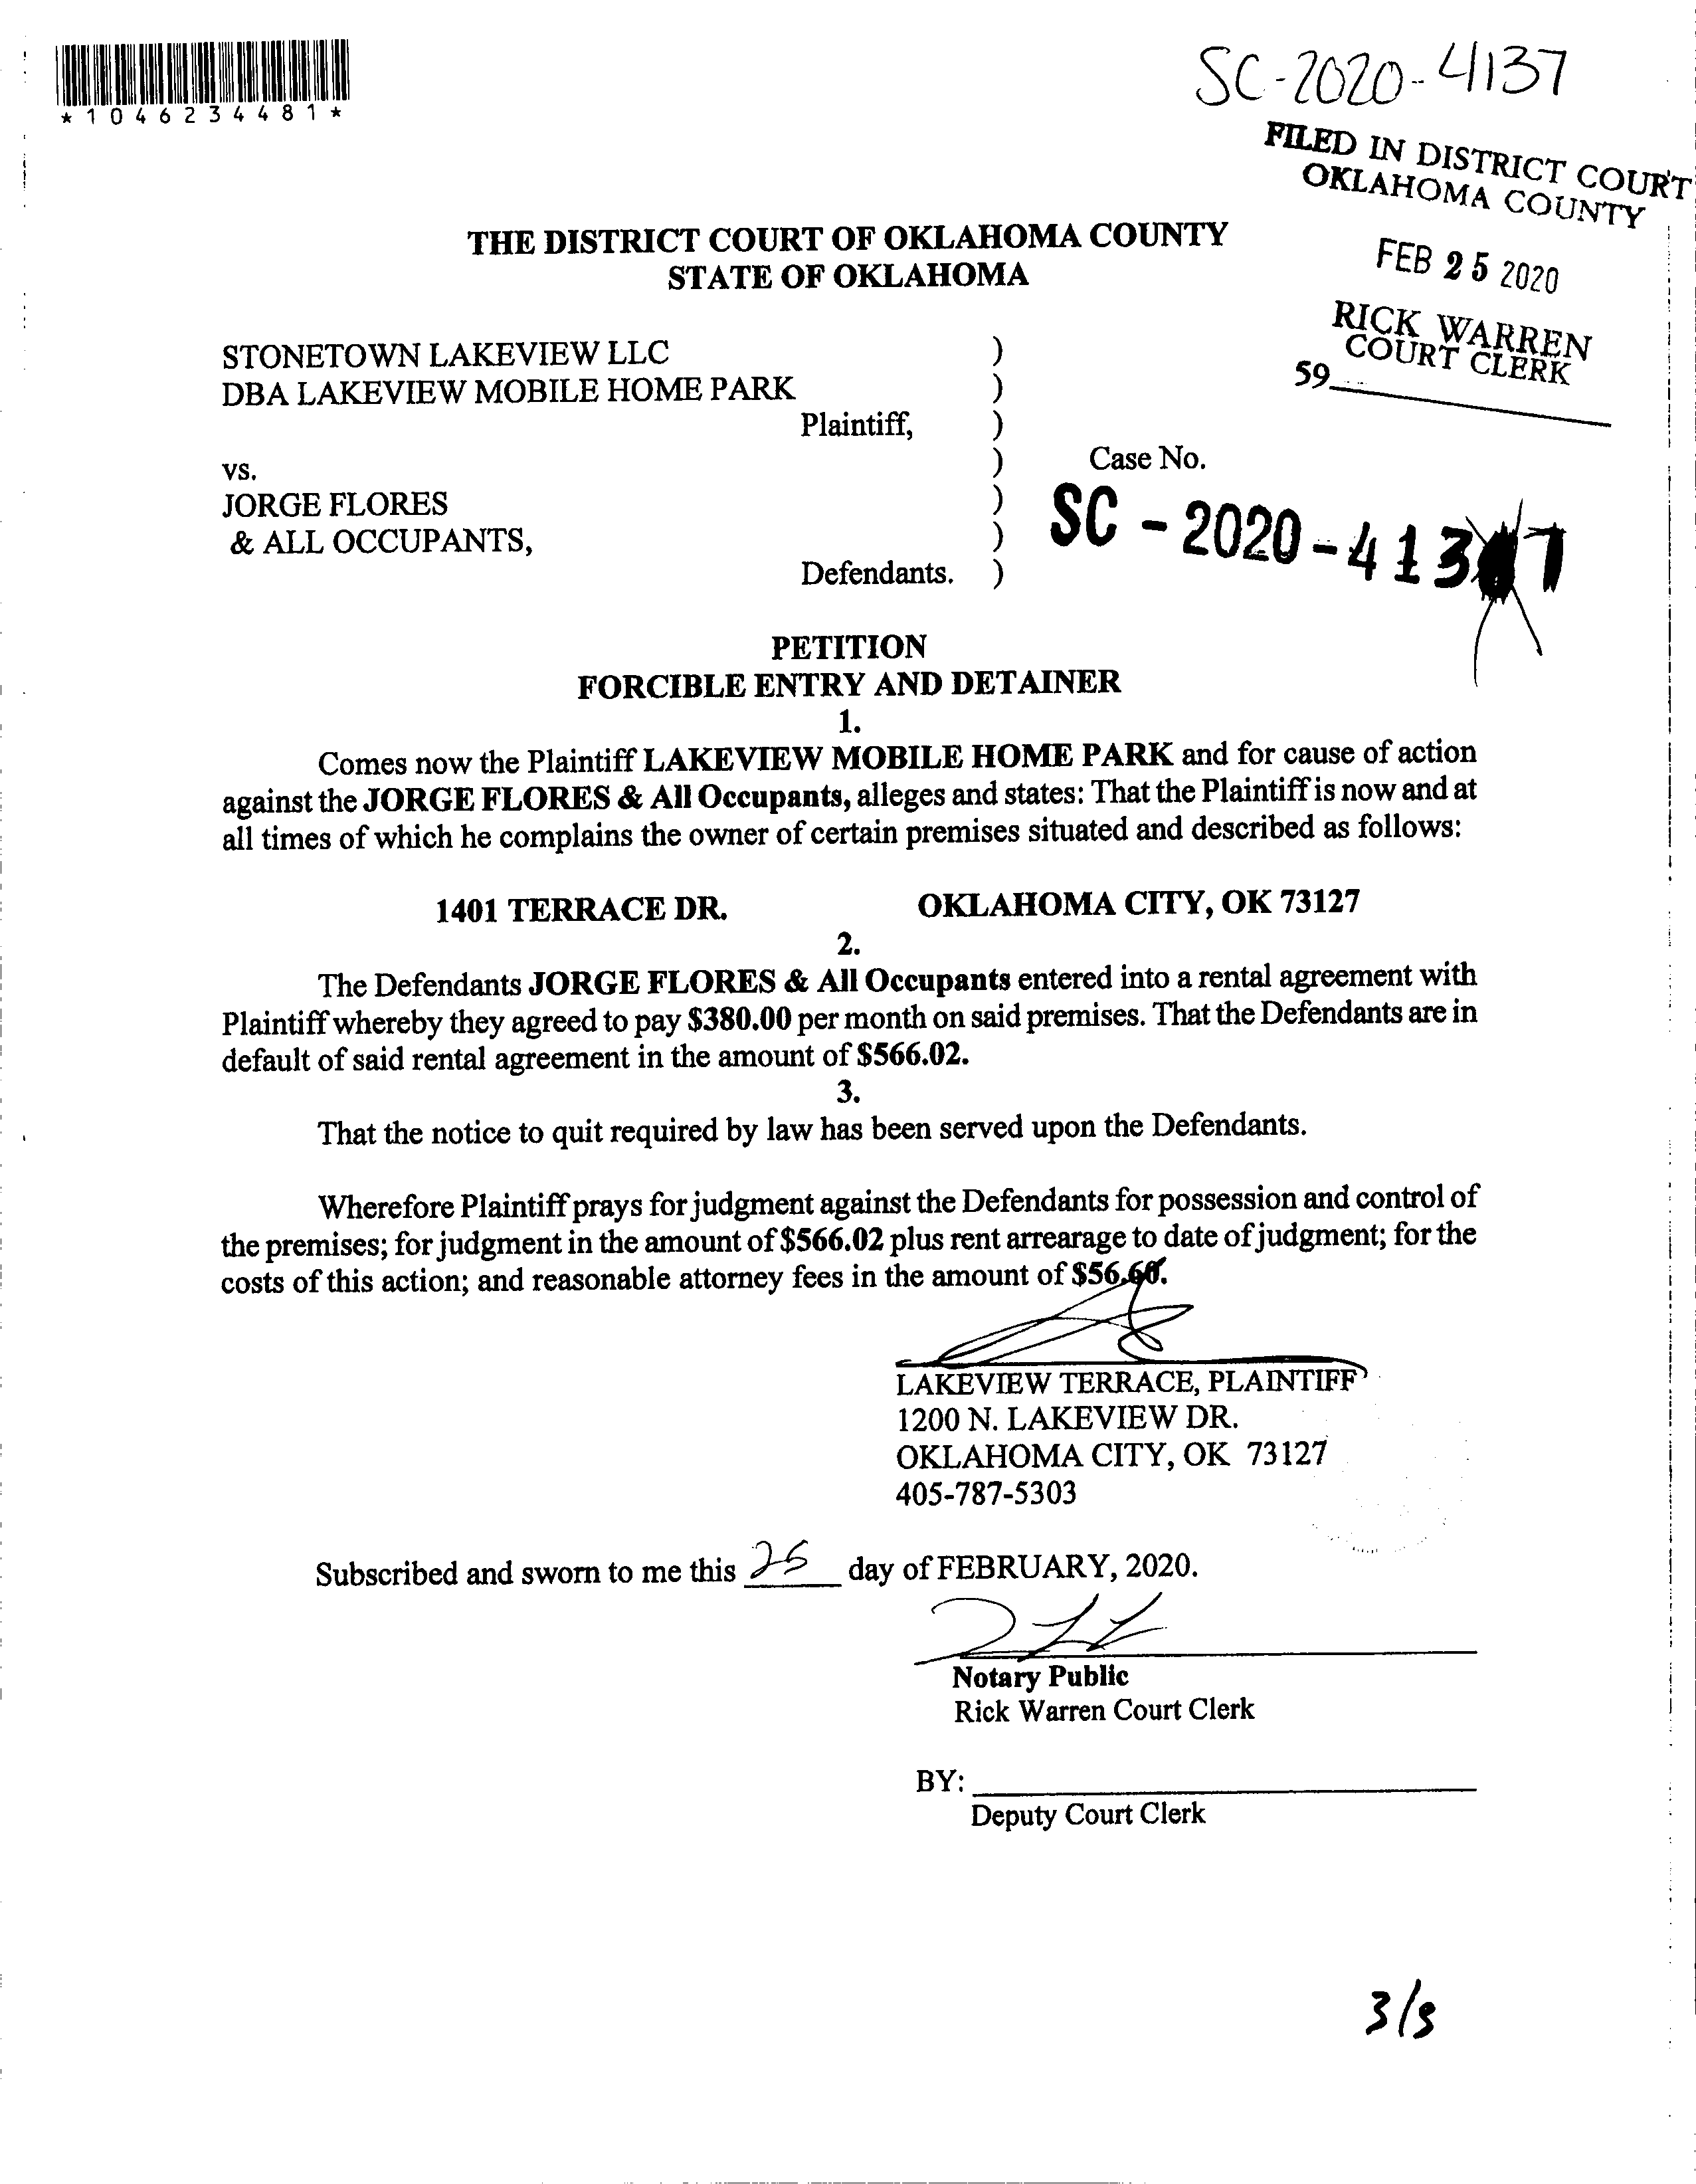 *1046234481*
SC-2020-4137
FILED IN DISTRICT COURT
OKLAHOMA COUNTY
FEB 25 2020
RICK WARREN
COURT CLERK
59
THE DISTRICT COURT OF OKLAHOMA COUNTY
STATE OF OKLAHOMA
STONETOWN LAKEVIEW LLC )
DBA LAKEVIEW MOBILE HOME PARK )
Plaintiff, )
vs. ) Case No.
JORGE FLORES )
& ALL OCCUPANTS, ) SC-2020-4137
Defendants. )
PETITION
FORCIBLE ENTRY AND DETAINER
1.
Comes now the Plaintiff LAKEVIEW MOBILE HOME PARK and for cause of action
against the JORGE FLORES & All Occupants, alleges and states: That the Plaintiff is now and at
all times of which he complains the owner of certain premises situated and described as follows:
1401 TERRACE DR. OKLAHOMA CITY, OK 73127
2.
The Defendants JORGE FLORES & All Occupants entered into a rental agreement with
Plaintiff whereby they agreed to pay $380.00 per month on said premises. That the Defendants are in
default of said rental agreement in the amount of $566.02.
3.
That the notice to quit required by law has been served upon the Defendants.
Wherefore Plaintiff prays for judgment against the Defendants for possession and control of
the premises; for judgment in the amount of $566.02 plus rent arrearage to date of judgment; for the
costs of this action; and reasonable attorney fees in the amount of $56.60.
LAKEVIEW TERRACE, PLAINTIFF
1200 N. LAKEVIEW DR.
OKLAHOMA CITY, OK 73127
405-787-5303
Subscribed and sworn to me this 25 day of FEBRUARY, 2020.
Notary Public
Rick Warren Court Clerk
BY:
Deputy Court Clerk